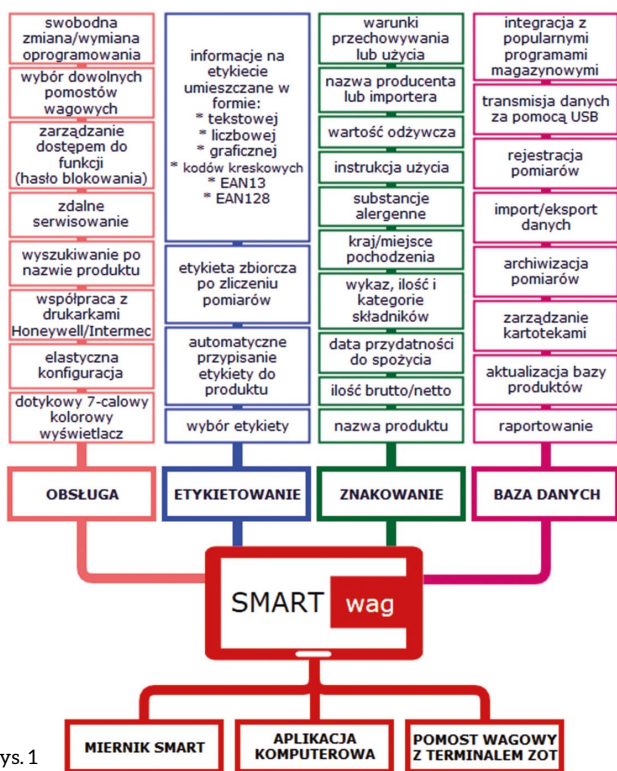 swobodna
zmiana/wymiana
oprogramowania
wybór dowolnych
pomostów
wagowych
zarządzanie
dostępem do
funkcji
(hasło blokowania)
zdalne
serwisowanie
wyszukiwanie po
nazwie produktu
współpraca z
drukarkami
Honeywell/Intermec
elastyczna
konfiguracja
dotykowy 7-calowy
kolorowy
wyświetlacz
OBSŁUGA
informacje na
etykiecie
umieszczane w
formie:
* tekstowej
* liczbowej
* graficznej
* kodów kreskowych
* EAN13
* EAN128
etykieta zbiorcza
po zliczeniu
pomiarów
automatyczne
przypisanie
etykiety do
produktu
wybór etykiety
ETYKIETOWANIE
warunki
przechowywania
lub użycia
nazwa producenta
lub importera
wartość odżywcza
instrukcja użycia
substancje
alergenne
kraj/miejsce
pochodzenia
wykaz, ilość i
kategorie
składników
data przydatności
do spożycia
ilość brutto/netto
nazwa produktu
ZNAKOWANIE
integracja z
popularnymi
programami
magazynowymi
transmisja danych
za pomocą USB
rejestracja
pomiarów
import/eksport
danych
archiwizacja
pomiarów
zarządzanie
kartotekami
aktualizacja bazy
produktów
raportowanie
BAZA DANYCH
SMART wag
MIERNIK SMART
APLIKACJA
KOMPUTEROWA
POMOST WAGOWY
Z TERMINALEM ZOT
ys. 1